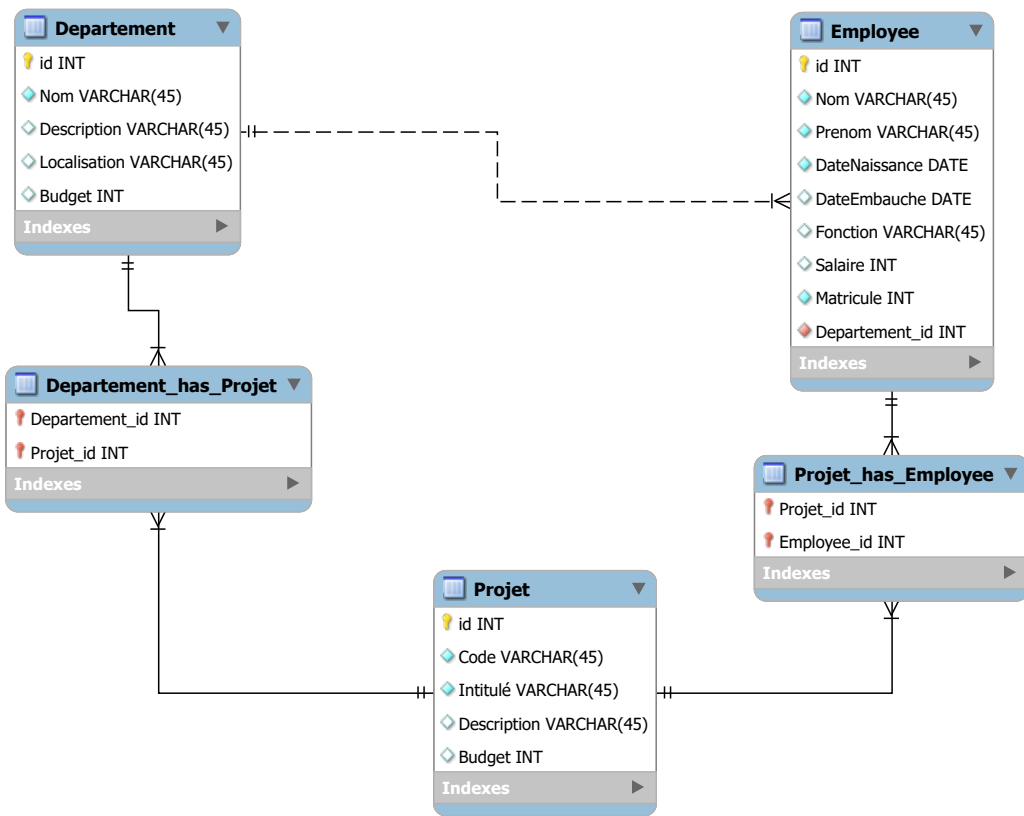 Departement
id INT
Nom VARCHAR(45)
Description VARCHAR(45)
Localisation VARCHAR(45)
Budget INT
Indexes
Employee
id INT
Nom VARCHAR(45)
Prenom VARCHAR(45)
DateNaissance DATE
DateEmbauche DATE
Fonction VARCHAR(45)
Salaire INT
Matricule INT
Departement_id INT
Indexes
Departement_has_Projet
Departement_id INT
Projet_id INT
Indexes
Projet_has_Employee
Projet_id INT
Employee_id INT
Indexes
Projet
id INT
Code VARCHAR(45)
Intitulé VARCHAR(45)
Description VARCHAR(45)
Budget INT
Indexes